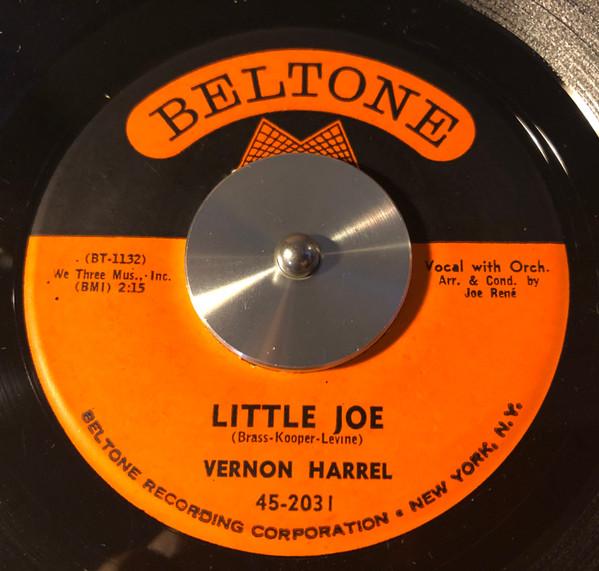 BELTONE
(BT-1132)
We Three Mus., Inc.
(BMI) 2:15
Vocal with Orch.
Arr. & Cond. by
Joe René
LITTLE JOE
(Brass-Kooper-Levine)
VERNON HARREL
45-2031
BELTONE RECORDING CORPORATION • NEW YORK, N.Y.